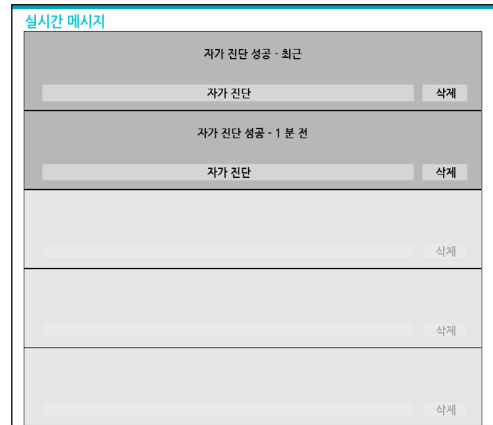 실시간 메시지
자가 진단 성공 - 최근
자가 진단 삭제
자가 진단 성공 - 1 분 전
자가 진단 삭제
삭제
삭제
삭제